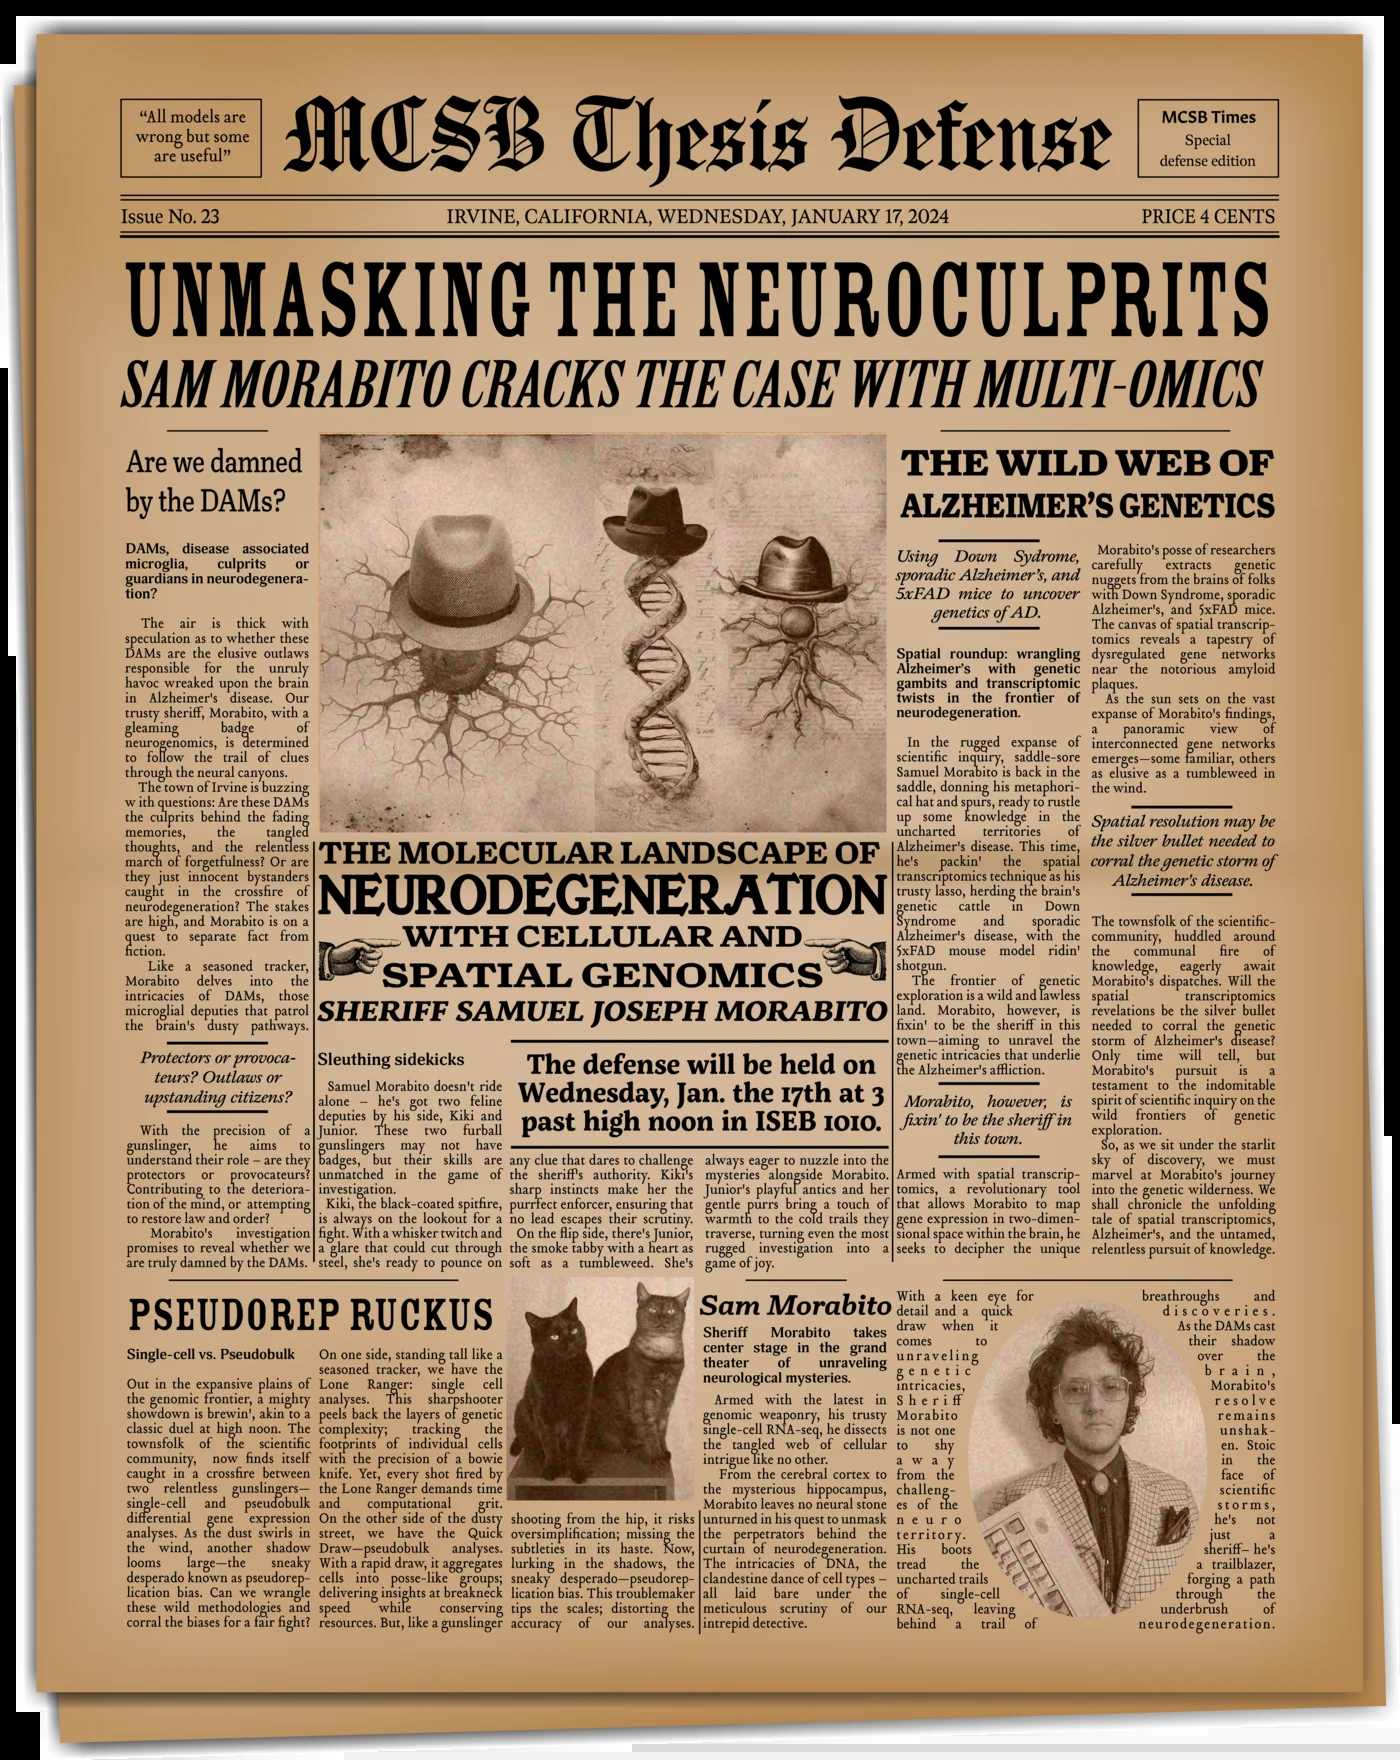 “All models are
wrong but some
are useful”
MCSB Thesis Defense
MCSB Times
Special
defense edition
Issue No. 23
IRVINE, CALIFORNIA, WEDNESDAY, JANUARY 17, 2024
PRICE 4 CENTS
UNMASKING THE NEUROCULPRITS
SAM MORABITO CRACKS THE CASE WITH MULTI-OMICS
Are we damned
by the DAMs?
DAMs, disease associated
microglia, culprits or
guardians in neurodegenera-
tion?
The air is thick with
speculation as to whether these
DAMs are the elusive outlaws
responsible for the unruly
havoc wreaked upon the brain
in Alzheimer's disease. Our
trusty sheriff, Morabito, with a
gleaming badge of
neurogenomics, is determined
to follow the trail of clues
through the neural canyons.
The town of Irvine is buzzing
w ith questions: Are these DAMs
the culprits behind the fading
memories, the tangled
thoughts, and the relentless
march of forgetfulness? Or are
they just innocent bystanders
caught in the crossfire of
neurodegeneration? The stakes
are high, and Morabito is on a
quest to separate fact from
fiction.
Like a seasoned tracker,
Morabito delves into the
intricacies of DAMs, those
microglial deputies that patrol
the brain's dusty pathways.
Protectors or provoca-
teurs? Outlaws or
upstanding citizens?
With the precision of a
gunslinger, he aims to
understand their role – are they
protectors or provocateurs?
Contributing to the deteriora-
tion of the mind, or attempting
to restore law and order?
Morabito's investigation
promises to reveal whether we
are truly damned by the DAMs.
THE MOLECULAR LANDSCAPE OF
NEURODEGENERATION
WITH CELLULAR AND
SPATIAL GENOMICS
SHERIFF SAMUEL JOSEPH MORABITO
Sleuthing sidekicks
Samuel Morabito doesn't ride
alone – he's got two feline
deputies by his side, Kiki and
Junior. These two furball
gunslingers may not have
badges, but their skills are
unmatched in the game of
investigation.
Kiki, the black-coated spitfire,
is always on the lookout for a
fight. With a whisker twitch and
a glare that could cut through
steel, she's ready to pounce on
The defense will be held on
Wednesday, Jan. the 17th at 3
past high noon in ISEB 1010.
any clue that dares to challenge
the sheriff's authority. Kiki's
sharp instincts make her the
purrfect enforcer, ensuring that
no lead escapes their scrutiny.
On the flip side, there's Junior,
the smoke tabby with a heart as
soft as a tumbleweed. She's
always eager to nuzzle into the
mysteries alongside Morabito.
Junior's playful antics and her
gentle purrs bring a touch of
warmth to the cold trails they
traverse, turning even the most
rugged investigation into a
game of joy.
THE WILD WEB OF
ALZHEIMER’S GENETICS
Using Down Sydrome,
sporadic Alzheimer’s, and
5xFAD mice to uncover
genetics of AD.
Spatial roundup: wrangling
Alzheimer’s with genetic
gambits and transcriptomic
twists in the frontier of
neurodegeneration.
In the rugged expanse of
scientific inquiry, saddle-sore
Samuel Morabito is back in the
saddle, donning his metaphori-
cal hat and spurs, ready to rustle
up some knowledge in the
uncharted territories of
Alzheimer's disease. This time,
he's packin' the spatial
transcriptomics technique as his
trusty lasso, herding the brain's
genetic cattle in Down
Syndrome and sporadic
Alzheimer's disease, with the
5xFAD mouse model ridin'
shotgun.
The frontier of genetic
exploration is a wild and lawless
land. Morabito, however, is
fixin' to be the sheriff in this
town—aiming to unravel the
genetic intricacies that underlie
the Alzheimer's affliction.
Morabito, however, is
fixin' to be the sheriff in
this town.
Armed with spatial transcrip-
tomics, a revolutionary tool
that allows Morabito to map
gene expression in two-dimen-
sional space within the brain, he
seeks to decipher the unique
Morabito's posse of researchers
carefully extracts genetic
nuggets from the brains of folks
with Down Syndrome, sporadic
Alzheimer's, and 5xFAD mice.
The canvas of spatial transcrip-
tomics reveals a tapestry of
dysregulated gene networks
near the notorious amyloid
plaques.
As the sun sets on the vast
expanse of Morabito's findings,
a panoramic view of
interconnected gene networks
emerges—some familiar, others
as elusive as a tumbleweed in
the wind.
Spatial resolution may be
the silver bullet needed to
corral the genetic storm of
Alzheimer’s disease.
The townsfolk of the scientific-
community, huddled around
the communal fire of
knowledge, eagerly await
Morabito's dispatches. Will the
spatial transcriptomics
revelations be the silver bullet
needed to corral the genetic
storm of Alzheimer's disease?
Only time will tell, but
Morabito's pursuit is a
testament to the indomitable
spirit of scientific inquiry on the
wild frontiers of genetic
exploration.
So, as we sit under the starlit
sky of discovery, we must
marvel at Morabito's journey
into the genetic wilderness. We
shall chronicle the unfolding
tale of spatial transcriptomics,
Alzheimer's, and the untamed,
relentless pursuit of knowledge.
PSEUDOREP RUCKUS
Single-cell vs. Pseudobulk
Out in the expansive plains of
the genomic frontier, a mighty
showdown is brewin', akin to a
classic duel at high noon. The
townsfolk of the scientific
community, now finds itself
caught in a crossfire between
two relentless gunslingers—
single-cell and pseudobulk
differential gene expression
analyses. As the dust swirls in
the wind, another shadow
looms large—the sneaky
desperado known as pseudorep-
lication bias. Can we wrangle
these wild methodologies and
corral the biases for a fair fight?
On one side, standing tall like a
seasoned tracker, we have the
Lone Ranger: single cell
analyses. This sharpshooter
peels back the layers of genetic
complexity; tracking the
footprints of individual cells
with the precision of a bowie
knife. Yet, every shot fired by
the Lone Ranger demands time
and computational grit.
On the other side of the dusty
street, we have the Quick
Draw—pseudobulk analyses.
With a rapid draw, it aggregates
cells into posse-like groups;
delivering insights at breakneck
speed while conserving
resources. But, like a gunslinger
shooting from the hip, it risks
oversimplification; missing the
subtleties in its haste. Now,
lurking in the shadows, the
sneaky desperado—pseudorep-
lication bias. This troublemaker
tips the scales; distorting the
accuracy of our analyses.
Sam Morabito
Sheriff Morabito takes
center stage in the grand
theater of unraveling
neurological mysteries.
Armed with the latest in
genomic weaponry, his trusty
single-cell RNA-seq, he dissects
the tangled web of cellular
intrigue like no other.
From the cerebral cortex to
the mysterious hippocampus,
Morabito leaves no neural stone
unturned in his quest to unmask
the perpetrators behind the
curtain of neurodegeneration.
The intricacies of DNA, the
clandestine dance of cell types –
all laid bare under the
meticulous scrutiny of our
intrepid detective.
With a keen eye for
detail and a quick
draw when it
comes to
unraveling
genetic
intricacies,
Sheriff
Morabito
is not one
to shy
away
from the
challeng-
es of the
neuro
territory.
His boots
tread the
uncharted trails
of single-cell
RNA-seq, leaving
behind a trail of
breathroughs and
discoveries.
As the DAMs cast
their shadow
over the
brain,
Morabito's
resolve
remains
unshak-
en. Stoic
in the
face of
scientific
storms,
he's not
just a
sheriff– he's
a trailblazer,
forging a path
through the
underbrush of
neurodegeneration.